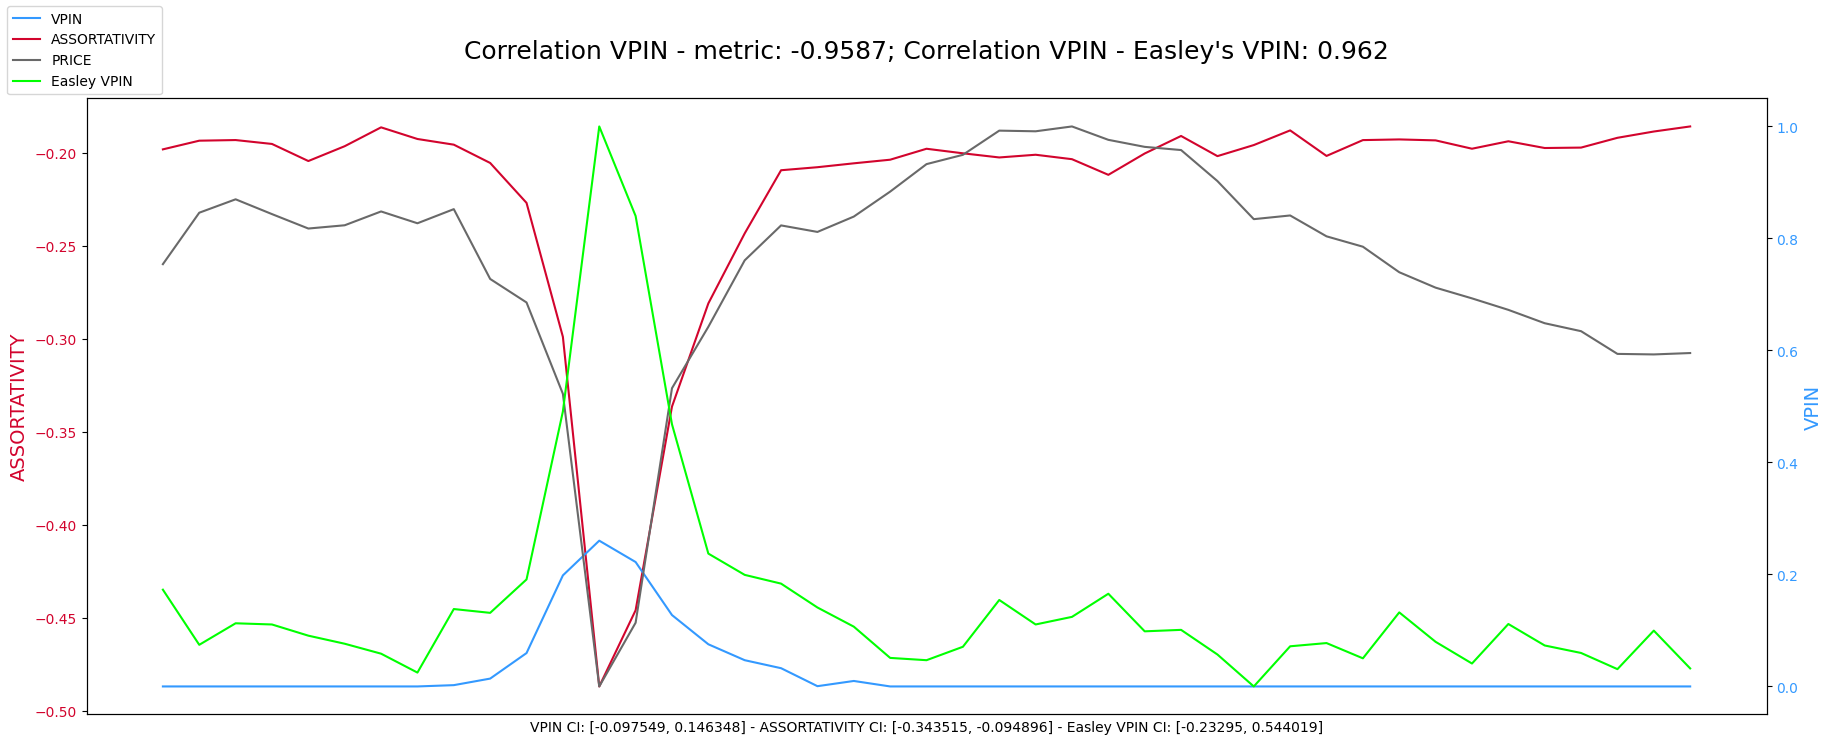 VPIN
ASSORTATIVITY
PRICE
Easley VPIN
Correlation VPIN - metric: -0.9587; Correlation VPIN - Easley's VPIN: 0.962
ASSORTATIVITY
−0.20
−0.25
−0.30
−0.35
−0.40
−0.45
−0.50
1.0
0.8
0.6
0.4
0.2
0.0
VPIN
VPIN CI: [-0.097549, 0.146348] - ASSORTATIVITY CI: [-0.343515, -0.094896] - Easley VPIN CI: [-0.23295, 0.544019]